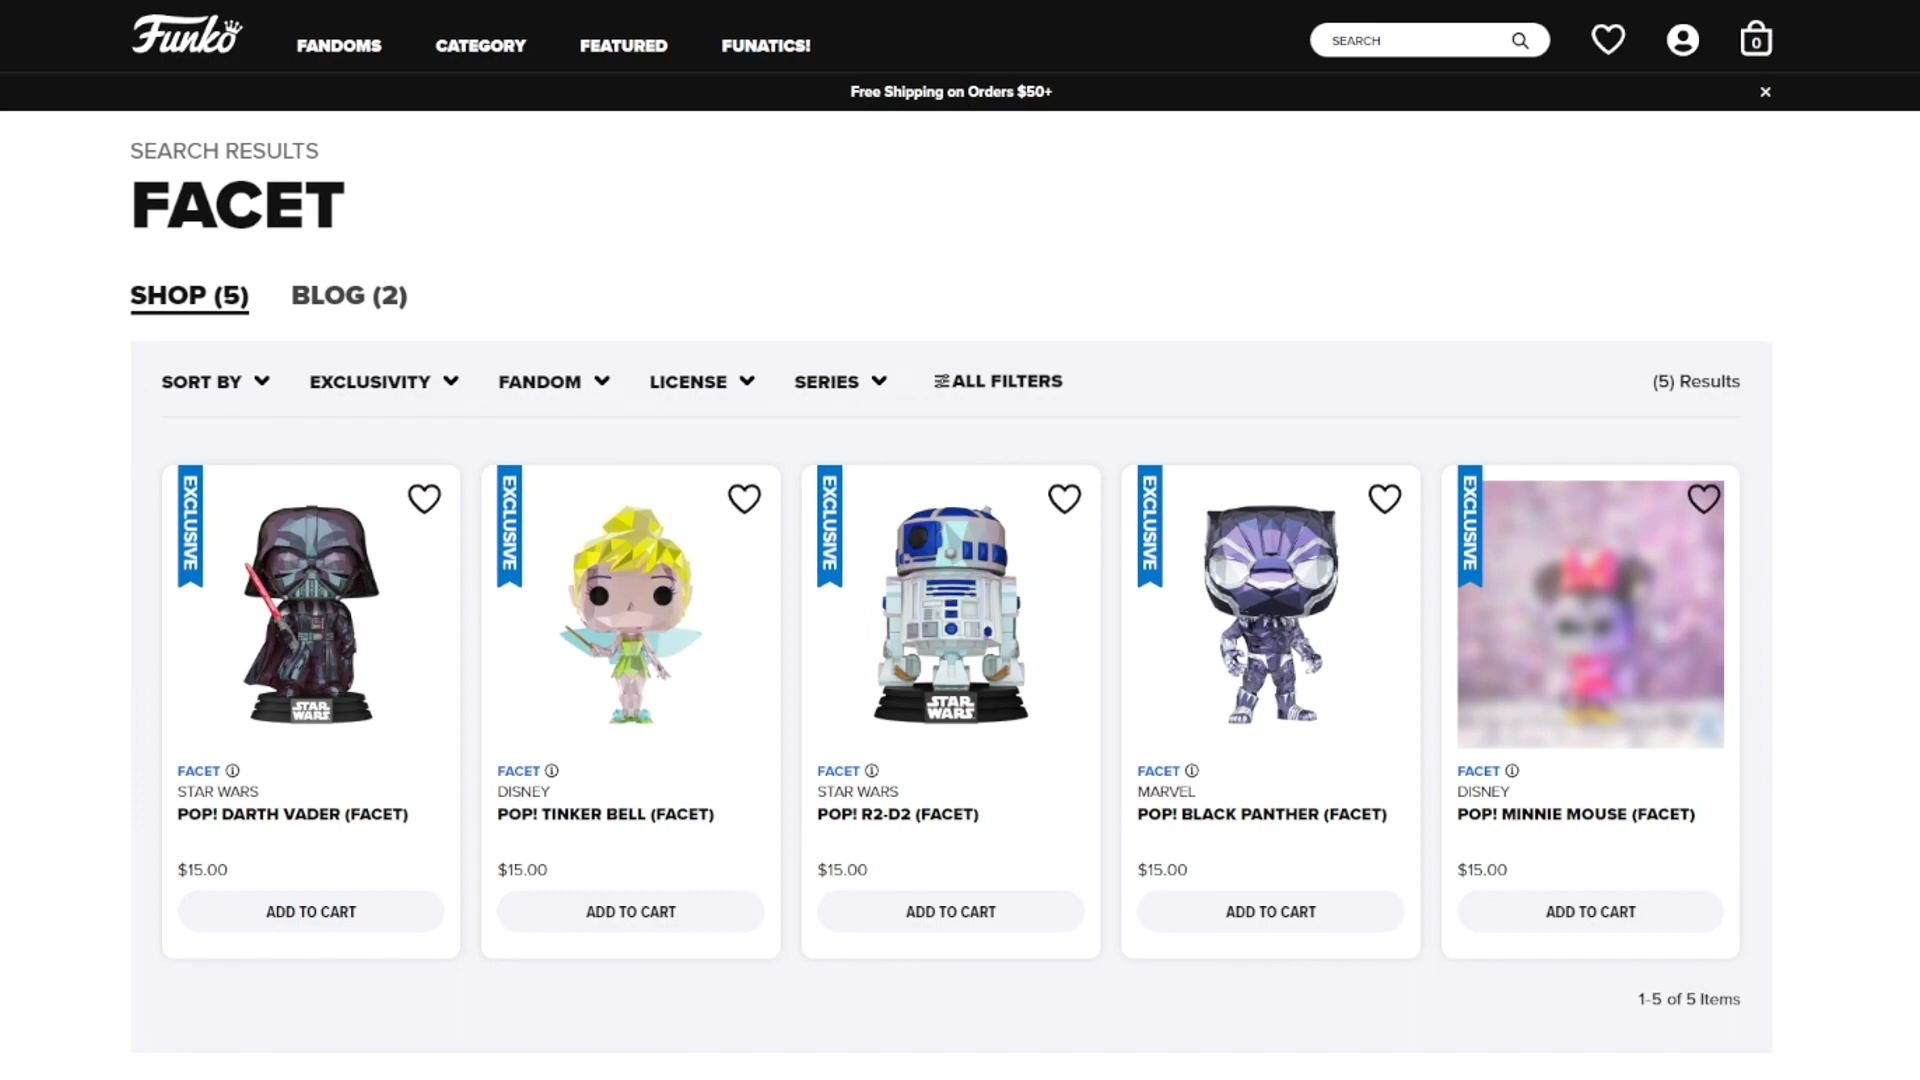 Funko
FANDOMS CATEGORY FEATURED FUNATICS! SEARCH 0
Free Shipping on Orders $50+ ×
SEARCH RESULTS
FACET
SHOP (5) BLOG (2)
SORT BY EXCLUSIVITY FANDOM LICENSE SERIES ALL FILTERS (5) Results
EXCLUSIVE EXCLUSIVE EXCLUSIVE EXCLUSIVE EXCLUSIVE
STAR WARS
STAR WARS
FACET FACET FACET FACET FACET
STAR WARS DISNEY STAR WARS MARVEL DISNEY
POP! DARTH VADER (FACET) POP! TINKER BELL (FACET) POP! R2-D2 (FACET) POP! BLACK PANTHER (FACET) POP! MINNIE MOUSE (FACET)
$15.00 $15.00 $15.00 $15.00 $15.00
ADD TO CART ADD TO CART ADD TO CART ADD TO CART ADD TO CART
1-5 of 5 Items